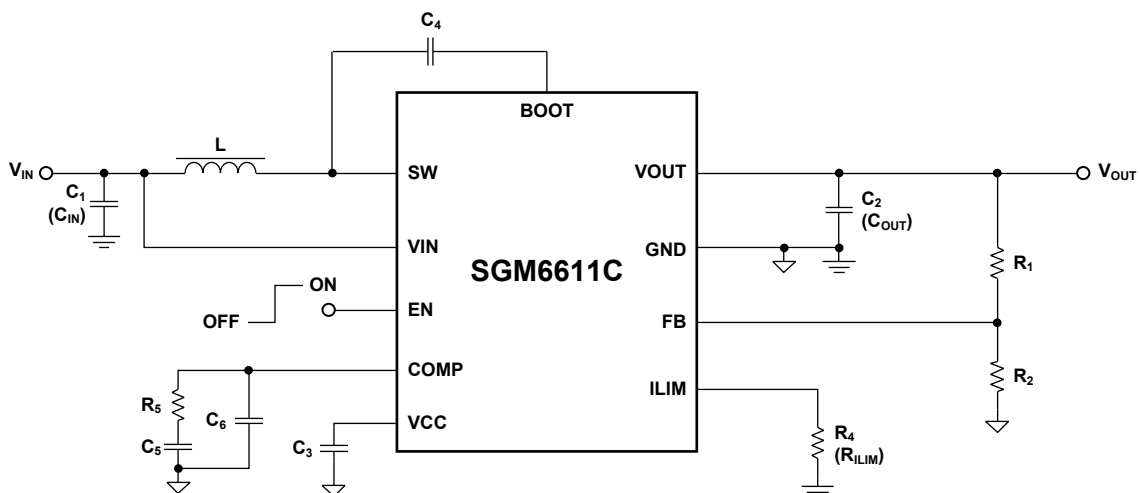 C4
BOOT
L
VIN
SW
VOUT
VOUT
C1
(CIN)
C2
(COUT)
VIN
GND
SGM6611C
R1
ON
OFF
EN
FB
COMP
R2
ILIM
R5
C6
C5
VCC
C3
R4
(RILIM)